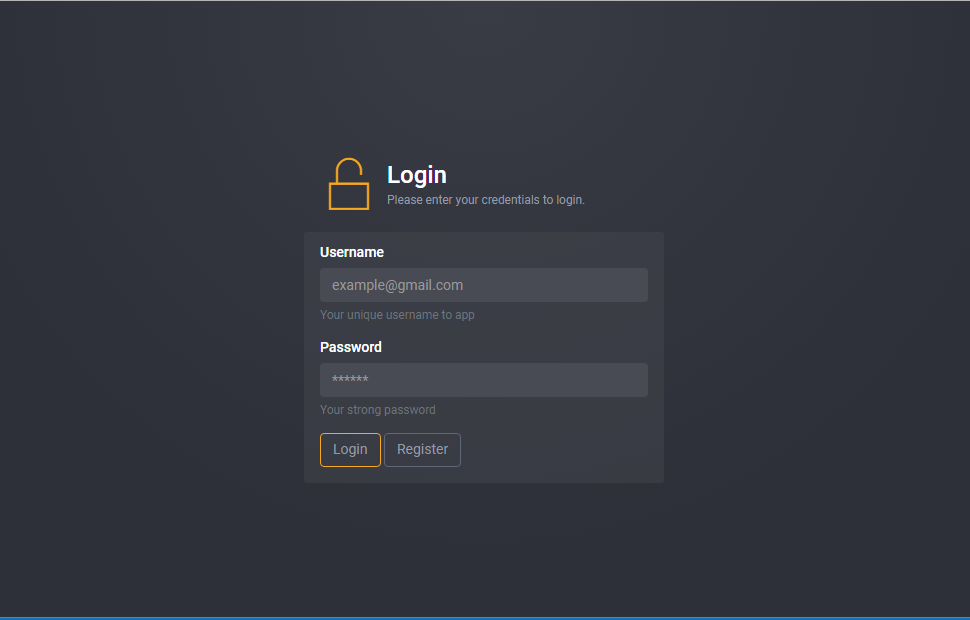 Login
Please enter your credentials to login.
Username
example@gmail.com
Your unique username to app
Password
******
Your strong password
Login Register